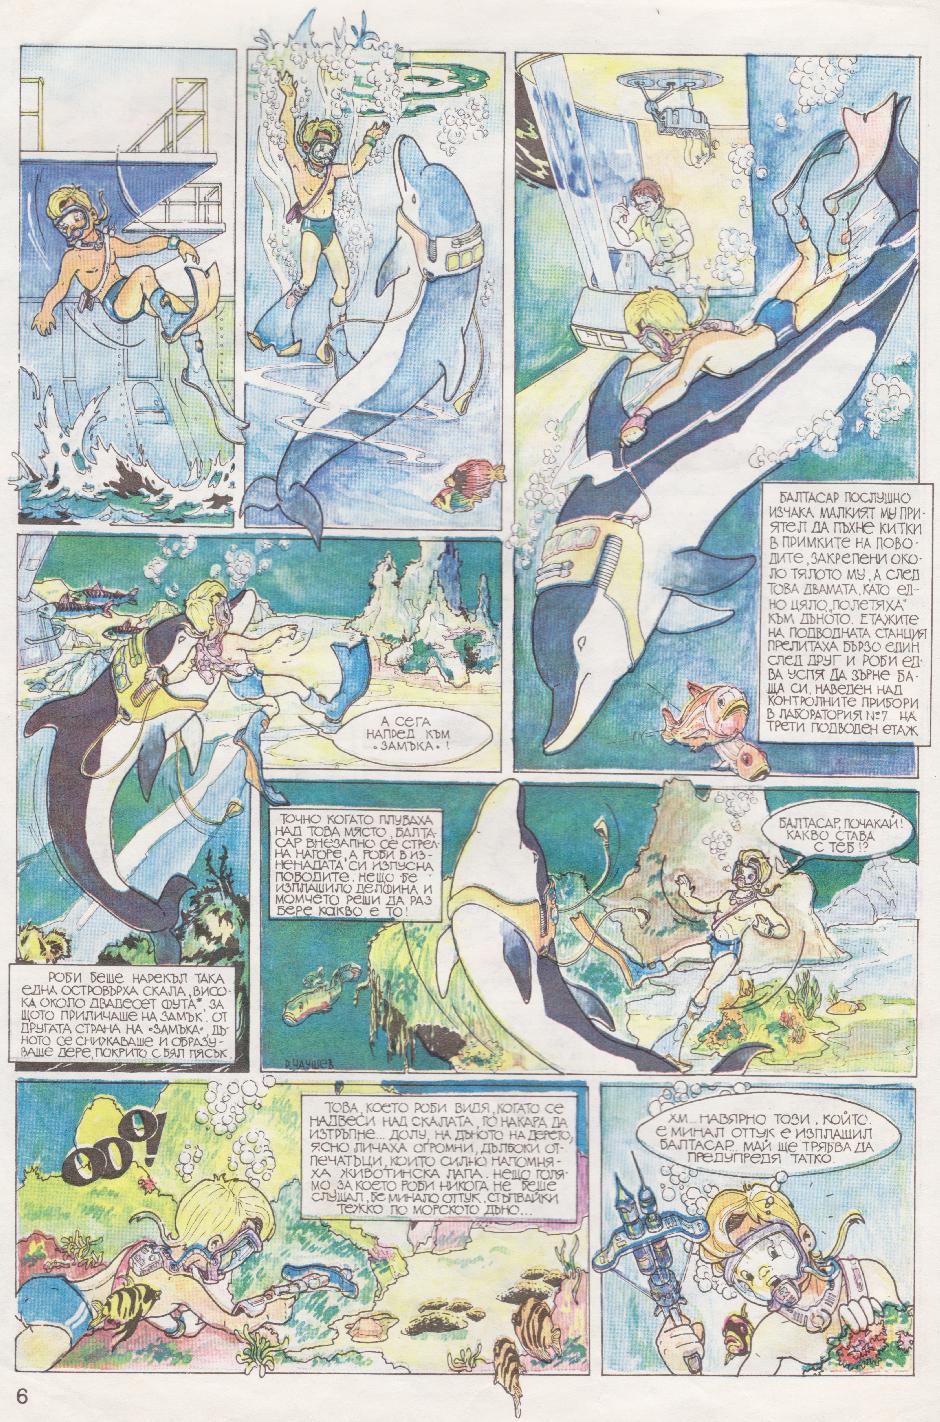 БАЛТАСАР ПОСЛУШНО
ИЗЧАКА МАЛКИЯТ МУ ПРИ-
ЯТЕЛ ДА ПЪХНЕ КИТКИ
В ПРИМКИТЕ НА ПОВО-
ДИТЕ, ЗАКРЕПЕНИ ОКО-
ЛО ТЯЛОТО МУ, А СЛЕД
ТОВА ДВАМАТА, КАТО ЕД-
НО ЦЯЛО, "ПОЛЕТЯХА"
КЪМ ДЪНОТО. ЕТАЖИТЕ
НА ПОДВОДНАТА СТАНЦИЯ
ПРЕЛИТАХА БЪРЗО ЕДИН
СЛЕД ДРУГ И РОБИ ЕД-
ВА УСПЯ ДА ЗЪРНЕ БА-
ЩА СИ, НАВЕДЕН НАД
КОНТРОЛНИТЕ ПРИБОРИ
В ЛАБОРАТОРИЯ №7 НА
ТРЕТИ ПОДВОДЕН ЕТАЖ
А СЕГА
НАПРЕД КЪМ
«ЗАМЪКА»!
РОБИ БЕШЕ НАРЕКЪЛ ТАКА
ЕДНА ОСТРОВЪРХА СКАЛА, ВИСО-
КА ОКОЛО ДВАДЕСЕТ ФУТА,* ЗА
ЩОТО ПРИЛИЧАШЕ НА ЗАМЪК. ОТ
ДРУГАТА СТРАНА НА «ЗАМЪКА», ДЪ
НОТО СЕ СНИЖАВАШЕ И ОБРАЗУ-
ВАШЕ ДЕРЕ, ПОКРИТО С БЯЛ ПЯСЪК.
ТОЧНО КОГАТО ПЛУВАХА
НАД ТОВА МЯСТО, БАЛТА-
САР ВНЕЗАПНО СЕ СТРЕЛ-
НА НАГОРЕ, А РОБИ В ИЗ-
НЕНАДАТА СИ ИЗПУСНА
ПОВОДИТЕ. НЕЩО БЕ
ИЗПЛАШИЛО ДЕЛФИНА И
МОМЧЕТО РЕШИ ДА РАЗ
БЕРЕ КАКВО Е ТО!
БАЛТАСАР, ПОЧАКАЙ!
КАКВО СТАВА
С ТЕБ!?
ООО!
ТОВА, КОЕТО РОБИ ВИДЯ, КОГАТО СЕ
НАДВЕСИ НАД СКАЛАТА, ГО НАКАРА ДА
ИЗТРЪПНЕ... ДОЛУ, НА ДЪНОТО НА ДЕРЕТО,
ЯСНО ЛИЧАХА ОГРОМНИ, ДЪЛБОКИ ОТ-
ПЕЧАТЪЦИ, КОИТО СИЛНО НАПОМНЯ-
ХА ЖИВОТИНСКА ЛАПА. НЕЩО ГОЛЯ-
МО, ЗА КОЕТО РОБИ НИКОГА НЕ БЕШЕ
СЛУШАЛ, БЕ МИНАЛО ОТТУК, СТЪПВАЙКИ
ТЕЖКО ПО МОРСКОТО ДЪНО...
ХМ... НАВЯРНО ТОЗИ, КОЙТО
Е МИНАЛ ОТТУК Е ИЗПЛАШИЛ
БАЛТАСАР. МАЙ ЩЕ ТРЯБВА ДА
ПРЕДУПРЕДЯ ТАТКО
6